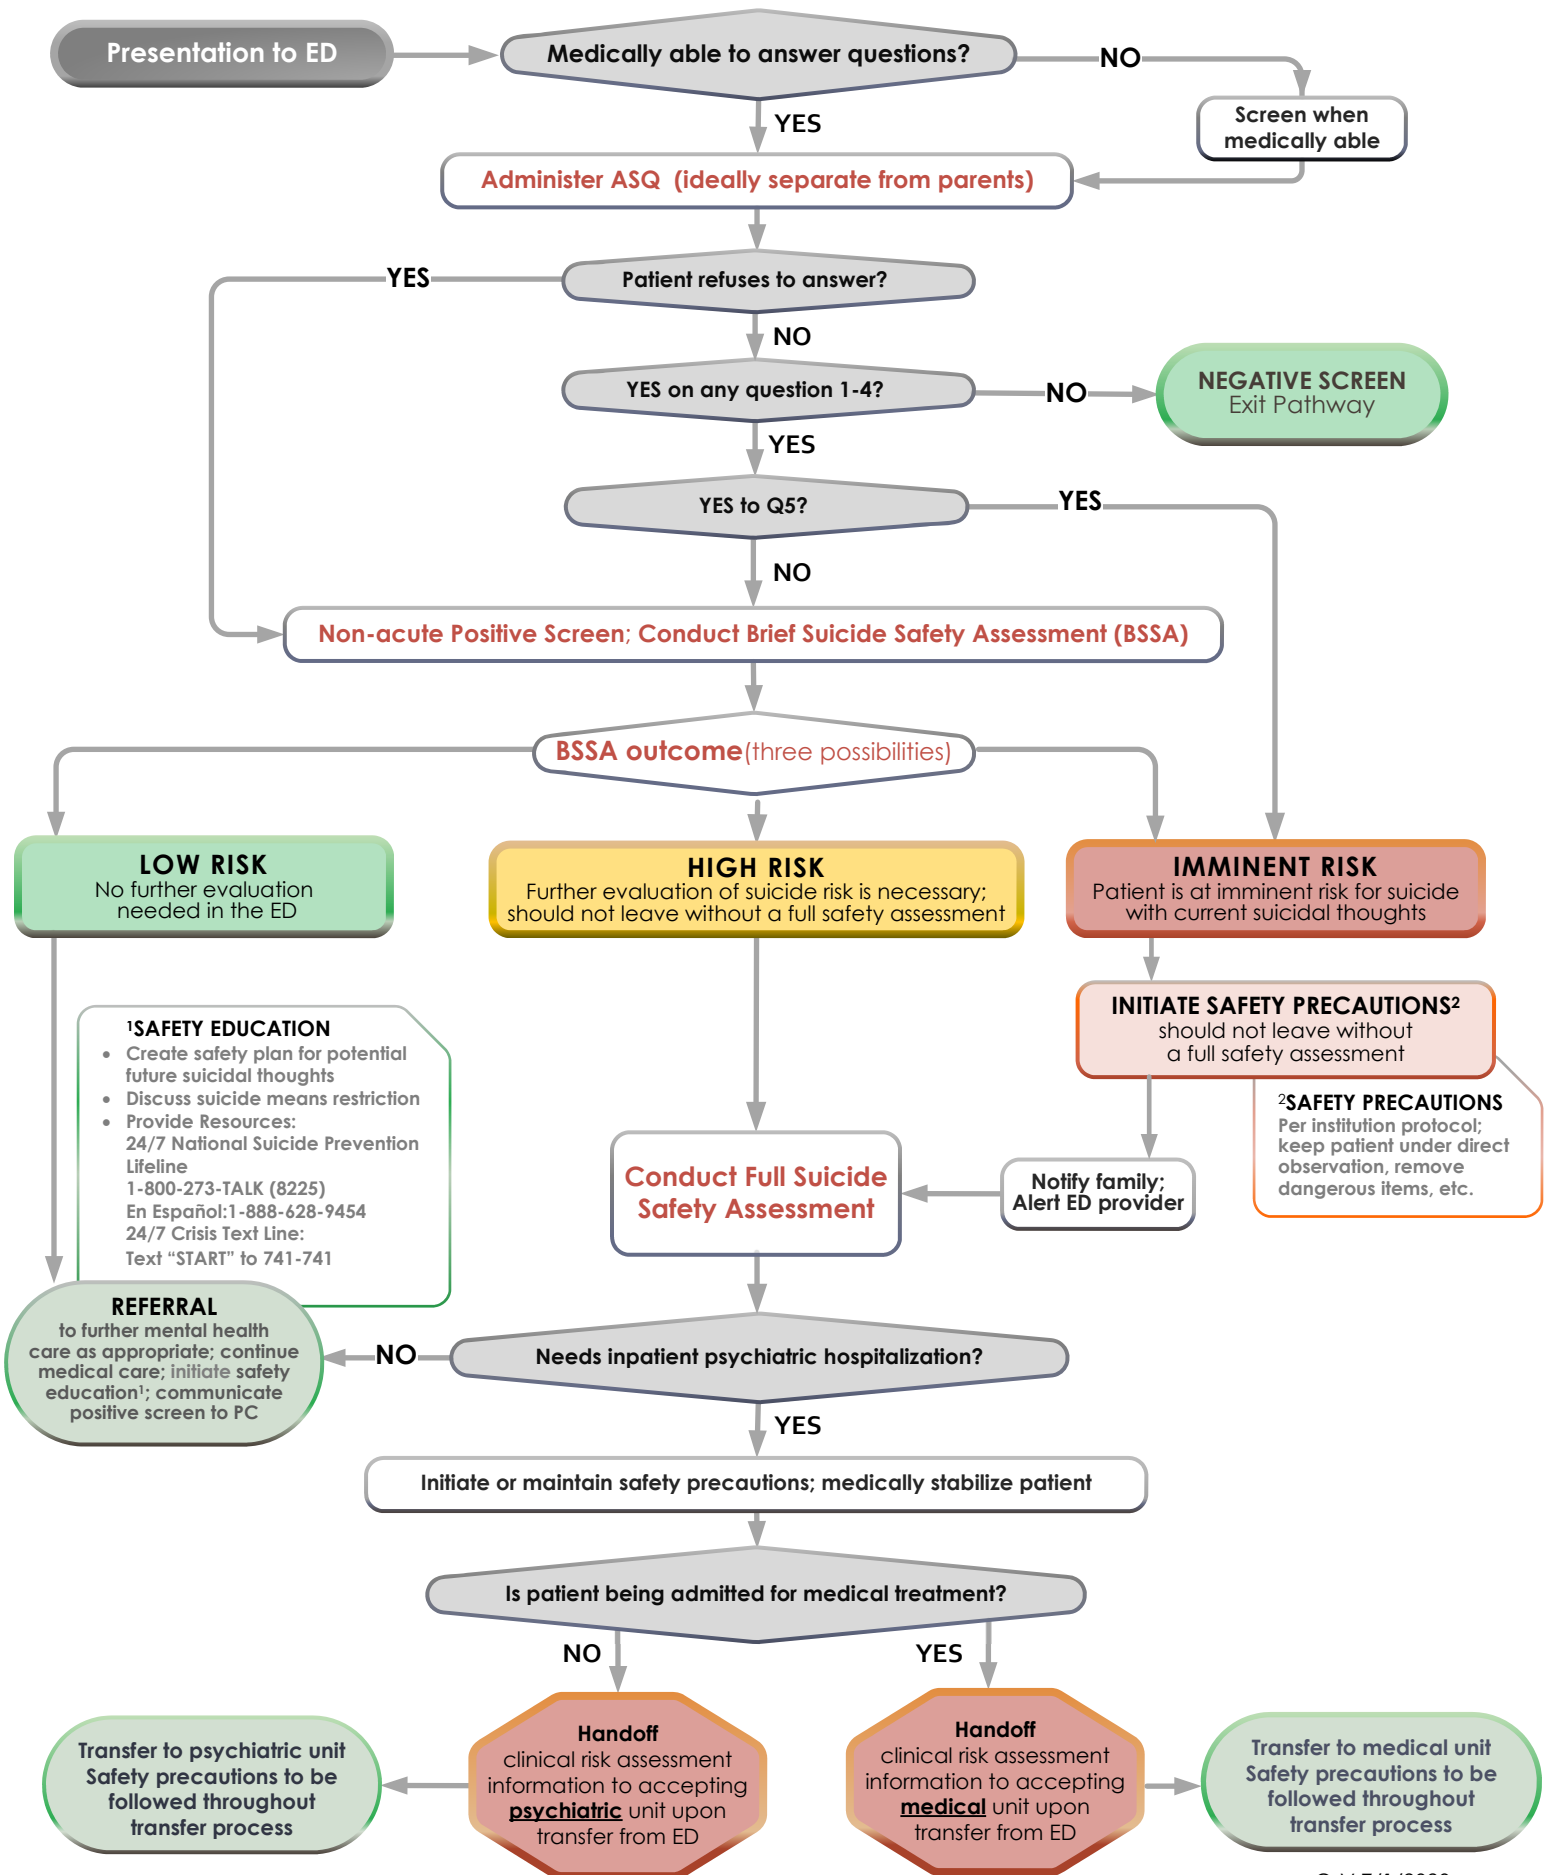 Presentation to ED
Medically able to answer questions?
NO
Screen when
medically able
YES
Administer ASQ (ideally separate from parents)
Patient refuses to answer?
YES
NO
YES on any question 1-4?
NO
NEGATIVE SCREEN
Exit Pathway
YES
YES to Q5?
YES
NO
Non-acute Positive Screen; Conduct Brief Suicide Safety Assessment (BSSA)
BSSA outcome(three possibilities)
LOW RISK
No further evaluation
needed in the ED
HIGH RISK
Further evaluation of suicide risk is necessary;
should not leave without a full safety assessment
IMMINENT RISK
Patient is at imminent risk for suicide
with current suicidal thoughts
INITIATE SAFETY PRECAUTIONS²
should not leave without
a full safety assessment
²SAFETY PRECAUTIONS
Per institution protocol;
keep patient under direct
observation, remove
dangerous items, etc.
¹SAFETY EDUCATION
• Create safety plan for potential
future suicidal thoughts
• Discuss suicide means restriction
• Provide Resources:
24/7 National Suicide Prevention
Lifeline
1-800-273-TALK (8225)
En Español:1-888-628-9454
24/7 Crisis Text Line:
Text “START” to 741-741
Conduct Full Suicide
Safety Assessment
Notify family;
Alert ED provider
REFERRAL
to further mental health
care as appropriate; continue
medical care; initiate safety
education¹; communicate
positive screen to PC
NO
Needs inpatient psychiatric hospitalization?
YES
Initiate or maintain safety precautions; medically stabilize patient
Is patient being admitted for medical treatment?
NO
YES
Transfer to psychiatric unit
Safety precautions to be
followed throughout
transfer process
Handoff
clinical risk assessment
information to accepting
psychiatric unit upon
transfer from ED
Handoff
clinical risk assessment
information to accepting
medical unit upon
transfer from ED
Transfer to medical unit
Safety precautions to be
followed throughout
transfer process